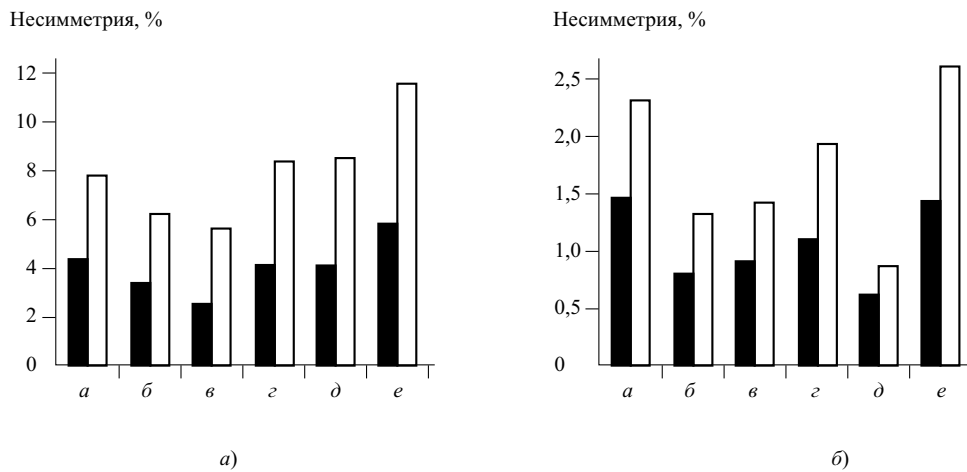 Несимметрия, %
12
10
8
6
4
2
0
а б в г д е
а)
Несимметрия, %
2,5
2,0
1,5
1,0
0,5
0
а б в г д е
б)